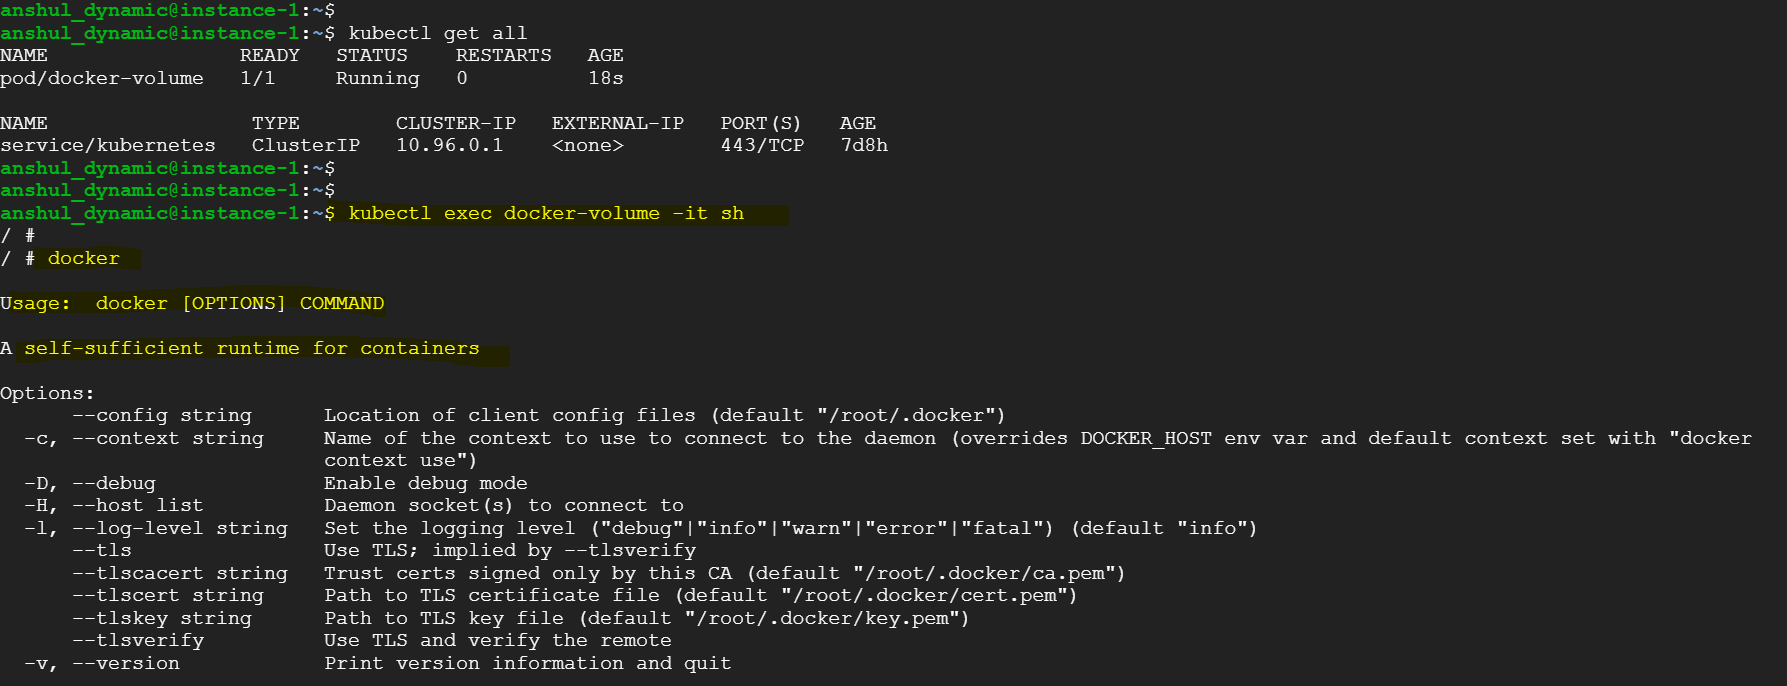 anshul_dynamic@instance-1:~$
anshul_dynamic@instance-1:~$ kubectl get all
NAME                READY   STATUS    RESTARTS   AGE
pod/docker-volume   1/1     Running   0          18s
NAME                 TYPE        CLUSTER-IP   EXTERNAL-IP   PORT(S)   AGE
service/kubernetes   ClusterIP   10.96.0.1    <none>        443/TCP   7d8h
anshul_dynamic@instance-1:~$
anshul_dynamic@instance-1:~$
anshul_dynamic@instance-1:~$ kubectl exec docker-volume -it sh
/ #
/ # docker
Usage:  docker [OPTIONS] COMMAND
A self-sufficient runtime for containers
Options:
      --config string      Location of client config files (default "/root/.docker")
  -c, --context string     Name of the context to use to connect to the daemon (overrides DOCKER_HOST env var and default context set with "docker
                           context use")
  -D, --debug              Enable debug mode
  -H, --host list          Daemon socket(s) to connect to
  -l, --log-level string   Set the logging level ("debug"|"info"|"warn"|"error"|"fatal") (default "info")
      --tls                Use TLS; implied by --tlsverify
      --tlscacert string   Trust certs signed only by this CA (default "/root/.docker/ca.pem")
      --tlscert string     Path to TLS certificate file (default "/root/.docker/cert.pem")
      --tlskey string      Path to TLS key file (default "/root/.docker/key.pem")
      --tlsverify          Use TLS and verify the remote
  -v, --version            Print version information and quit